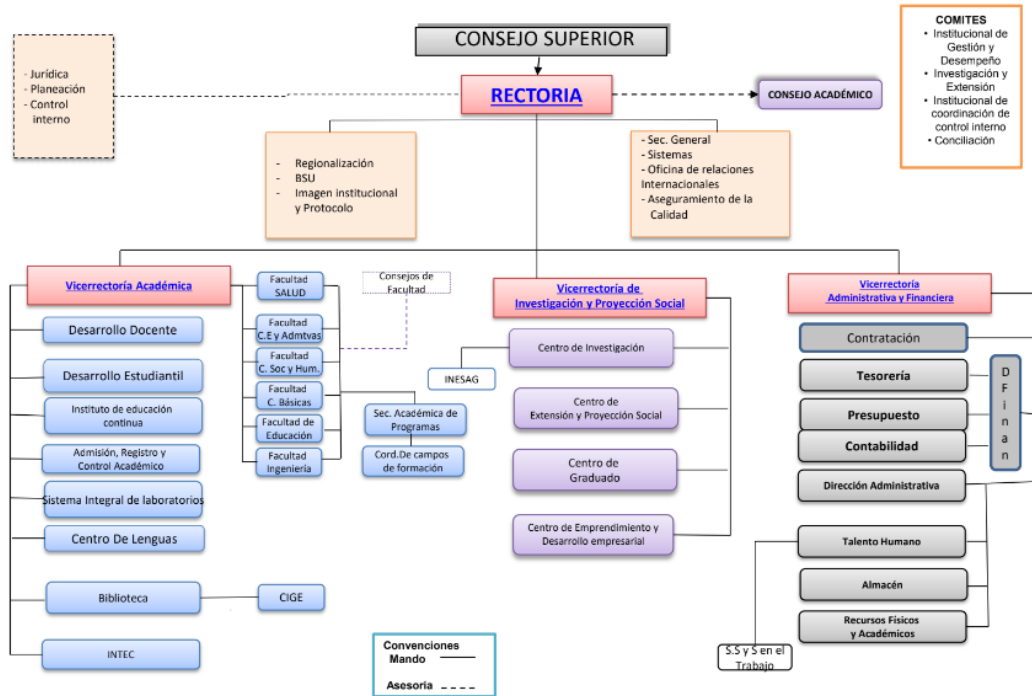 CONSEJO SUPERIOR
RECTORIA
CONSEJO ACADÉMICO
- Jurídica
- Planeación
- Control
interno
COMITES
• Institucional
de Gestión y
Desempeño
• Investigación y
Extensión
• Institucional de
coordinación de
control interno
• Conciliación
- Regionalización
- BSU
- Imagen institucional
y Protocolo
- Sec. General
- Sistemas
- Oficina de relaciones
Internacionales
- Aseguramiento de la
Calidad
Vicerrectoría Académica
Desarrollo Docente
Desarrollo Estudiantil
Instituto de educación
continua
Admisión, Registro y
Control Académico
Sistema Integral de laboratorios
Centro De Lenguas
Biblioteca
CIGE
INTEC
Facultad
SALUD
Facultad
C.E y Admtvas
Facultad
C. Soc y Hum.
Facultad
C. Básicas
Facultad de
Educación
Facultad
Ingeniería
Consejos de
Facultad
Sec. Académica de
Programas
Cord.De campos
de formación
Vicerrectoría de
Investigación y Proyección Social
Centro de Investigación
INESAG
Centro de
Extensión y Proyección Social
Centro de
Graduado
Centro de Emprendimiento y
Desarrollo empresarial
Vicerrectoría
Administrativa y Financiera
Contratación
Tesorería
Presupuesto
Contabilidad
D
F
i
n
a
n
Dirección Administrativa
Talento Humano
Almacén
Recursos Físicos
y Académicos
S.S y S en el
Trabajo
Convenciones
Mando
Asesoría